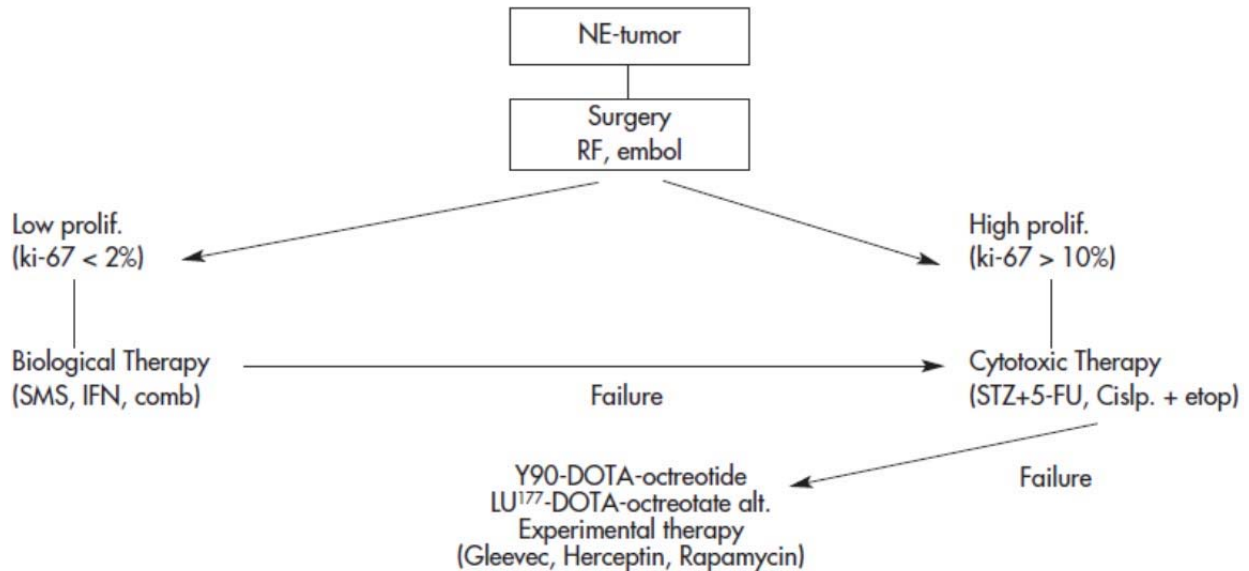 NE-tumor
Surgery
RF, embol
Low prolif.
(ki-67 < 2%)
High prolif.
(ki-67 > 10%)
Biological Therapy
(SMS, IFN, comb)
Failure
Cytotoxic Therapy
(STZ+5-FU, Cislp. + etop)
Failure
Y90-DOTA-octreotide
LU¹⁷⁷-DOTA-octreotate alt.
Experimental therapy
(Gleevec, Herceptin, Rapamycin)